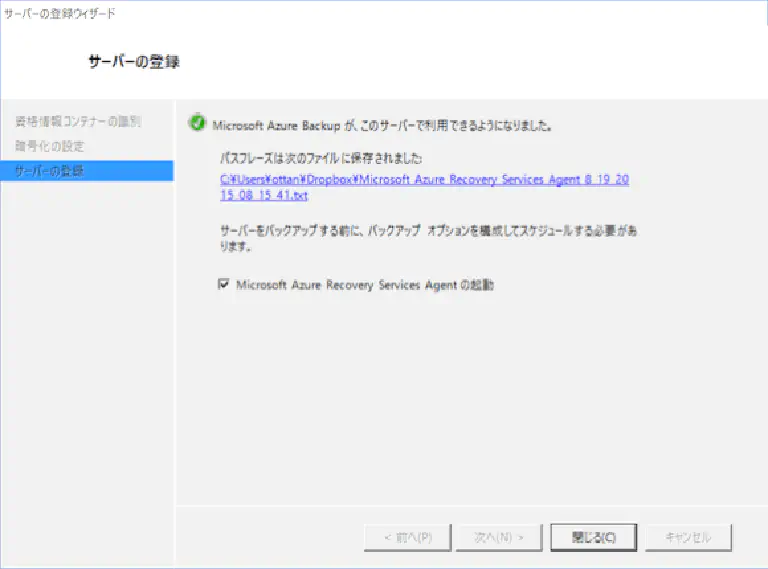 サーバーの登録ウィザード
サーバーの登録
資格情報コンテナーの識別
暗号化の設定
サーバーの登録
Microsoft Azure Backup が、このサーバーで利用できるようになりました。
パスフレーズは次のファイルに保存されました:
C:¥Users¥ottan¥Dropbox¥Microsoft Azure Recovery Services Agent 8_19_20
15_08_15_41.txt
サーバーをバックアップする前に、バックアップ オプションを構成してスケジュールする必要があ
ります。
Microsoft Azure Recovery Services Agent の起動
< 前へ(P)
次へ(N) >
閉じる(C)
キャンセル